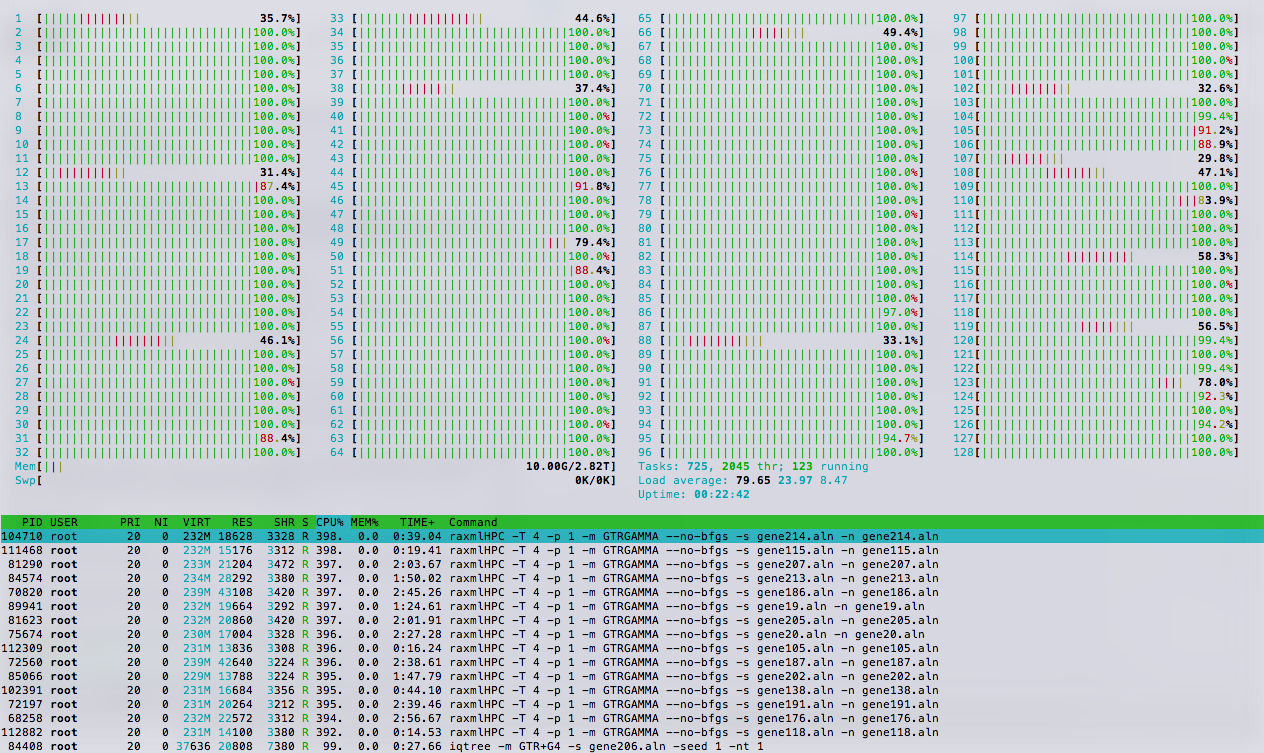 1 [ 35.7%] 33 [ 44.6%] 65 [ 100.0%] 97 [ 100.0%]
2 [ 100.0%] 34 [ 100.0%] 66 [ 49.4%] 98 [ 100.0%]
3 [ 100.0%] 35 [ 100.0%] 67 [ 100.0%] 99 [ 100.0%]
4 [ 100.0%] 36 [ 100.0%] 68 [ 100.0%] 100[ 100.0%]
5 [ 100.0%] 37 [ 100.0%] 69 [ 100.0%] 101[ 100.0%]
6 [ 100.0%] 38 [ 37.4%] 70 [ 100.0%] 102[ 32.6%]
7 [ 100.0%] 39 [ 100.0%] 71 [ 100.0%] 103[ 100.0%]
8 [ 100.0%] 40 [ 100.0%] 72 [ 100.0%] 104[ 99.4%]
9 [ 100.0%] 41 [ 100.0%] 73 [ 100.0%] 105[ 91.2%]
10 [ 100.0%] 42 [ 100.0%] 74 [ 100.0%] 106[ 88.9%]
11 [ 100.0%] 43 [ 100.0%] 75 [ 100.0%] 107[ 29.8%]
12 [ 31.4%] 44 [ 100.0%] 76 [ 100.0%] 108[ 47.1%]
13 [ 87.4%] 45 [ 91.8%] 77 [ 100.0%] 109[ 100.0%]
14 [ 100.0%] 46 [ 100.0%] 78 [ 100.0%] 110[ 83.9%]
15 [ 100.0%] 47 [ 100.0%] 79 [ 100.0%] 111[ 100.0%]
16 [ 100.0%] 48 [ 100.0%] 80 [ 100.0%] 112[ 100.0%]
17 [ 100.0%] 49 [ 79.4%] 81 [ 100.0%] 113[ 100.0%]
18 [ 100.0%] 50 [ 100.0%] 82 [ 100.0%] 114[ 58.3%]
19 [ 100.0%] 51 [ 88.4%] 83 [ 100.0%] 115[ 100.0%]
20 [ 100.0%] 52 [ 100.0%] 84 [ 100.0%] 116[ 100.0%]
21 [ 100.0%] 53 [ 100.0%] 85 [ 100.0%] 117[ 100.0%]
22 [ 100.0%] 54 [ 100.0%] 86 [ 97.0%] 118[ 100.0%]
23 [ 100.0%] 55 [ 100.0%] 87 [ 100.0%] 119[ 56.5%]
24 [ 46.1%] 56 [ 100.0%] 88 [ 33.1%] 120[ 99.4%]
25 [ 100.0%] 57 [ 100.0%] 89 [ 100.0%] 121[ 100.0%]
26 [ 100.0%] 58 [ 100.0%] 90 [ 100.0%] 122[ 99.4%]
27 [ 100.0%] 59 [ 100.0%] 91 [ 100.0%] 123[ 78.0%]
28 [ 100.0%] 60 [ 100.0%] 92 [ 100.0%] 124[ 92.3%]
29 [ 100.0%] 61 [ 100.0%] 93 [ 100.0%] 125[ 100.0%]
30 [ 100.0%] 62 [ 100.0%] 94 [ 100.0%] 126[ 94.2%]
31 [ 88.4%] 63 [ 100.0%] 95 [ 94.7%] 127[ 100.0%]
32 [ 100.0%] 64 [ 100.0%] 96 [ 100.0%] 128[ 100.0%]
Mem[ 10.00G/2.82T] Tasks: 725, 2045 thr; 123 running
Swp[ 0K/0K] Load average: 79.65 23.97 8.47
Uptime: 00:22:42
PID USER PRI NI VIRT RES SHR S CPU% MEM% TIME+ Command
104710 root 20 0 232M 18628 3328 R 398. 0.0 0:39.04 raxmlHPC -T 4 -p 1 -m GTRGAMMA --no-bfgs -s gene214.aln -n gene214.aln
111468 root 20 0 232M 15176 3312 R 398. 0.0 0:19.41 raxmlHPC -T 4 -p 1 -m GTRGAMMA --no-bfgs -s gene115.aln -n gene115.aln
81290 root 20 0 233M 21204 3472 R 397. 0.0 2:03.67 raxmlHPC -T 4 -p 1 -m GTRGAMMA --no-bfgs -s gene207.aln -n gene207.aln
84574 root 20 0 234M 28292 3380 R 397. 0.0 1:50.02 raxmlHPC -T 4 -p 1 -m GTRGAMMA --no-bfgs -s gene213.aln -n gene213.aln
70820 root 20 0 239M 43108 3420 R 397. 0.0 2:45.26 raxmlHPC -T 4 -p 1 -m GTRGAMMA --no-bfgs -s gene186.aln -n gene186.aln
89941 root 20 0 232M 19664 3292 R 397. 0.0 1:24.61 raxmlHPC -T 4 -p 1 -m GTRGAMMA --no-bfgs -s gene19.aln -n gene19.aln
81623 root 20 0 232M 20860 3420 R 397. 0.0 2:01.91 raxmlHPC -T 4 -p 1 -m GTRGAMMA --no-bfgs -s gene205.aln -n gene205.aln
75674 root 20 0 230M 17004 3328 R 396. 0.0 2:27.28 raxmlHPC -T 4 -p 1 -m GTRGAMMA --no-bfgs -s gene20.aln -n gene20.aln
112309 root 20 0 231M 13836 3308 R 396. 0.0 0:16.24 raxmlHPC -T 4 -p 1 -m GTRGAMMA --no-bfgs -s gene105.aln -n gene105.aln
72560 root 20 0 239M 42640 3224 R 396. 0.0 2:38.61 raxmlHPC -T 4 -p 1 -m GTRGAMMA --no-bfgs -s gene187.aln -n gene187.aln
85066 root 20 0 229M 13788 3224 R 395. 0.0 1:47.79 raxmlHPC -T 4 -p 1 -m GTRGAMMA --no-bfgs -s gene202.aln -n gene202.aln
102391 root 20 0 231M 16684 3356 R 395. 0.0 0:44.10 raxmlHPC -T 4 -p 1 -m GTRGAMMA --no-bfgs -s gene138.aln -n gene138.aln
72197 root 20 0 231M 20264 3212 R 395. 0.0 2:39.46 raxmlHPC -T 4 -p 1 -m GTRGAMMA --no-bfgs -s gene191.aln -n gene191.aln
68258 root 20 0 232M 22572 3312 R 394. 0.0 2:56.67 raxmlHPC -T 4 -p 1 -m GTRGAMMA --no-bfgs -s gene176.aln -n gene176.aln
112882 root 20 0 231M 14100 3380 R 392. 0.0 0:14.53 raxmlHPC -T 4 -p 1 -m GTRGAMMA --no-bfgs -s gene118.aln -n gene118.aln
84408 root 20 0 37636 20808 7380 R 99. 0.0 0:27.66 iqtree -m GTR+G4 -s gene206.aln -seed 1 -nt 1